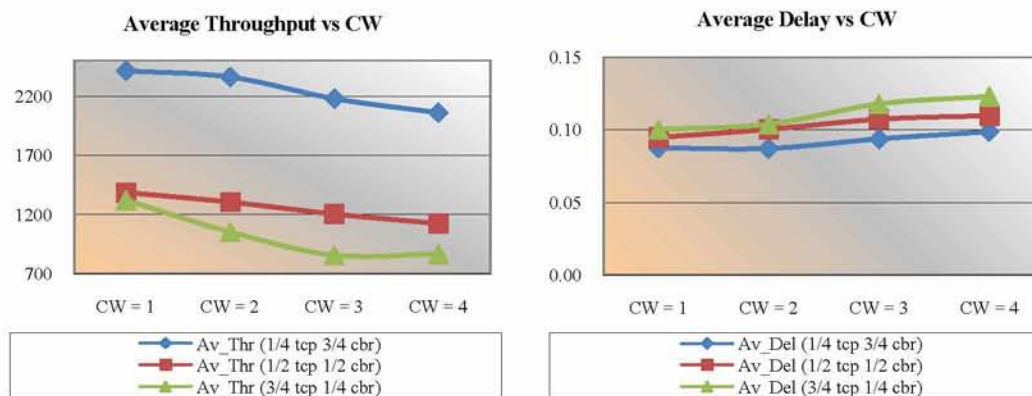 Average Throughput vs CW
2200
1700
1200
700
CW = 1 CW = 2 CW = 3 CW = 4
Av_Thr (1/4 tcp 3/4 cbr)
Av_Thr (1/2 tcp 1/2 cbr)
Av_Thr (3/4 tcp 1/4 cbr)
Average Delay vs CW
0.15
0.10
0.05
0.00
CW = 1 CW = 2 CW = 3 CW = 4
Av_Del (1/4 tcp 3/4 cbr)
Av_Del (1/2 tcp 1/2 cbr)
Av_Del (3/4 tcp 1/4 cbr)